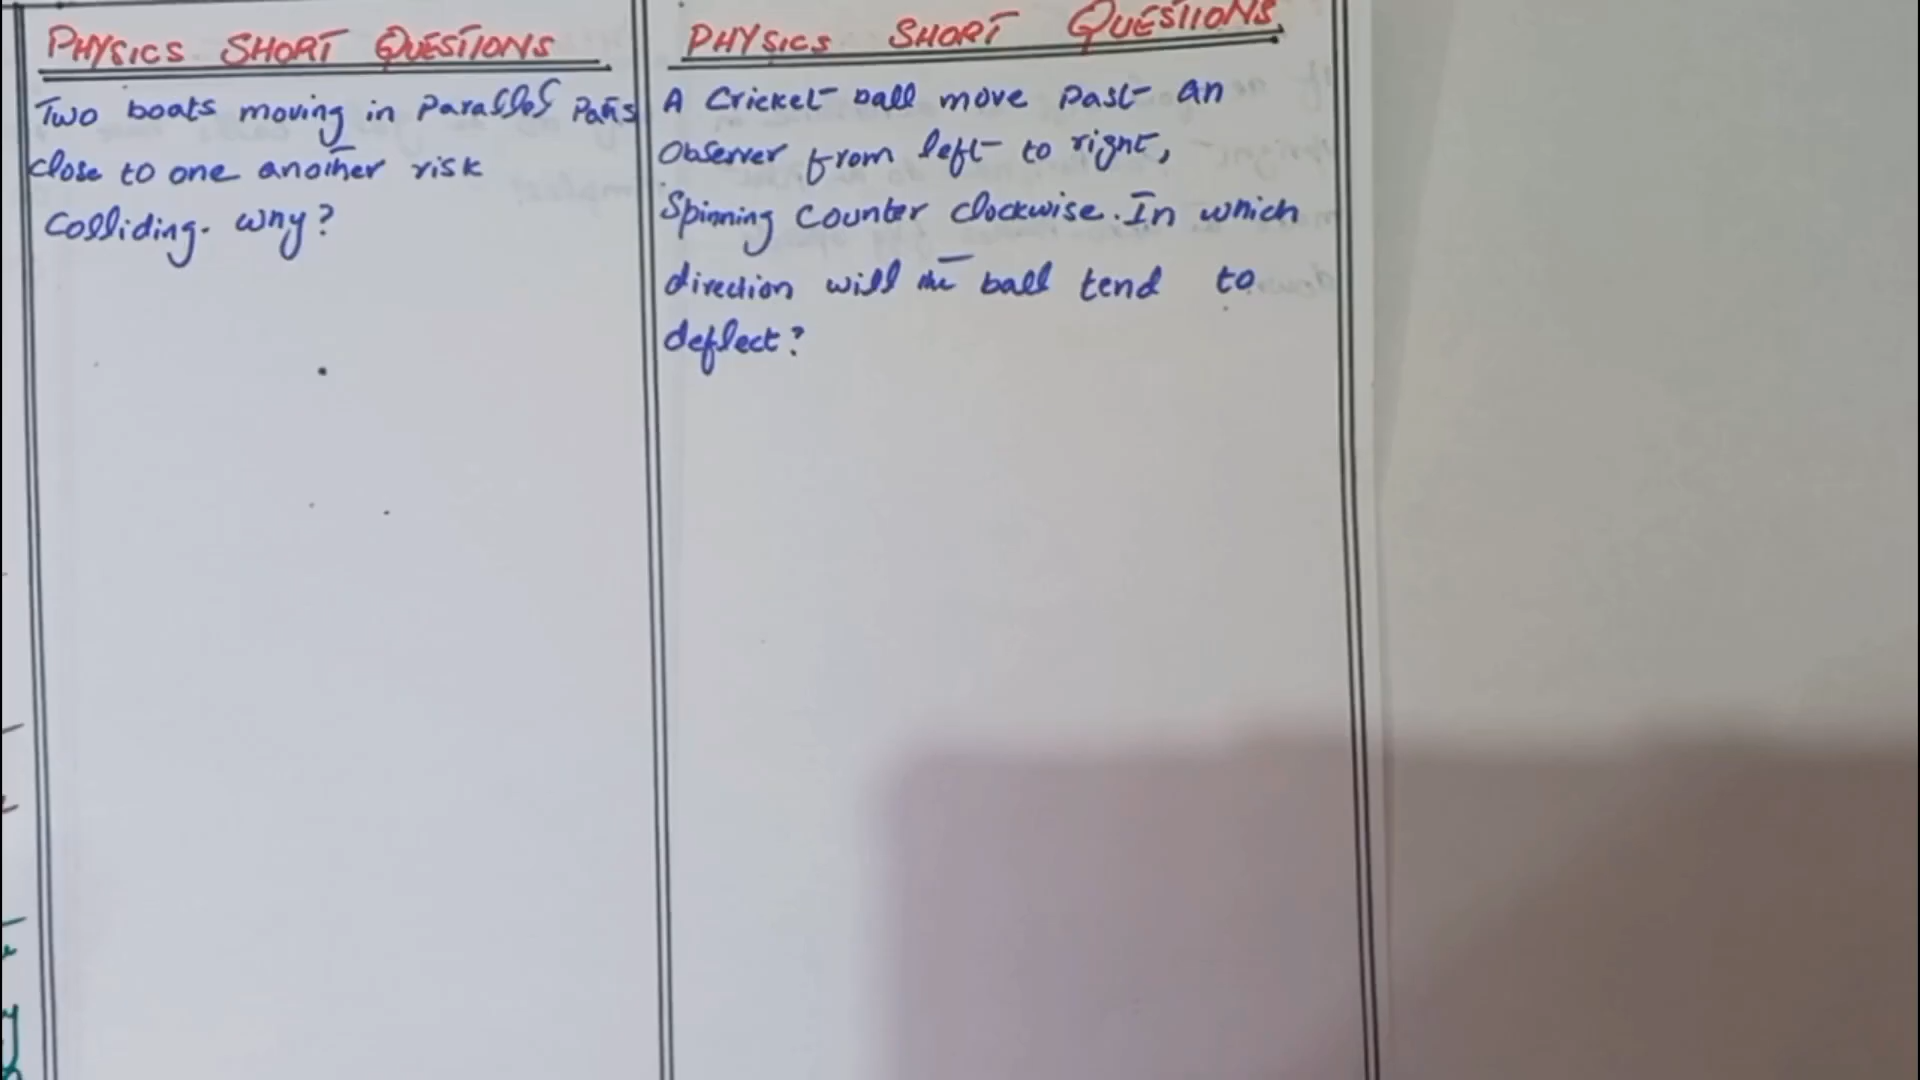 PHYSICS SHORT QUESTIONS
Two boats moving in Parallel Paths
close to one another risk
Colliding. Why?
PHYSICS SHORT QUESTIONS
A Cricket ball move Past an
Observer from left to right,
Spinning Counter clockwise. In which
direction will the ball tend to
deflect?